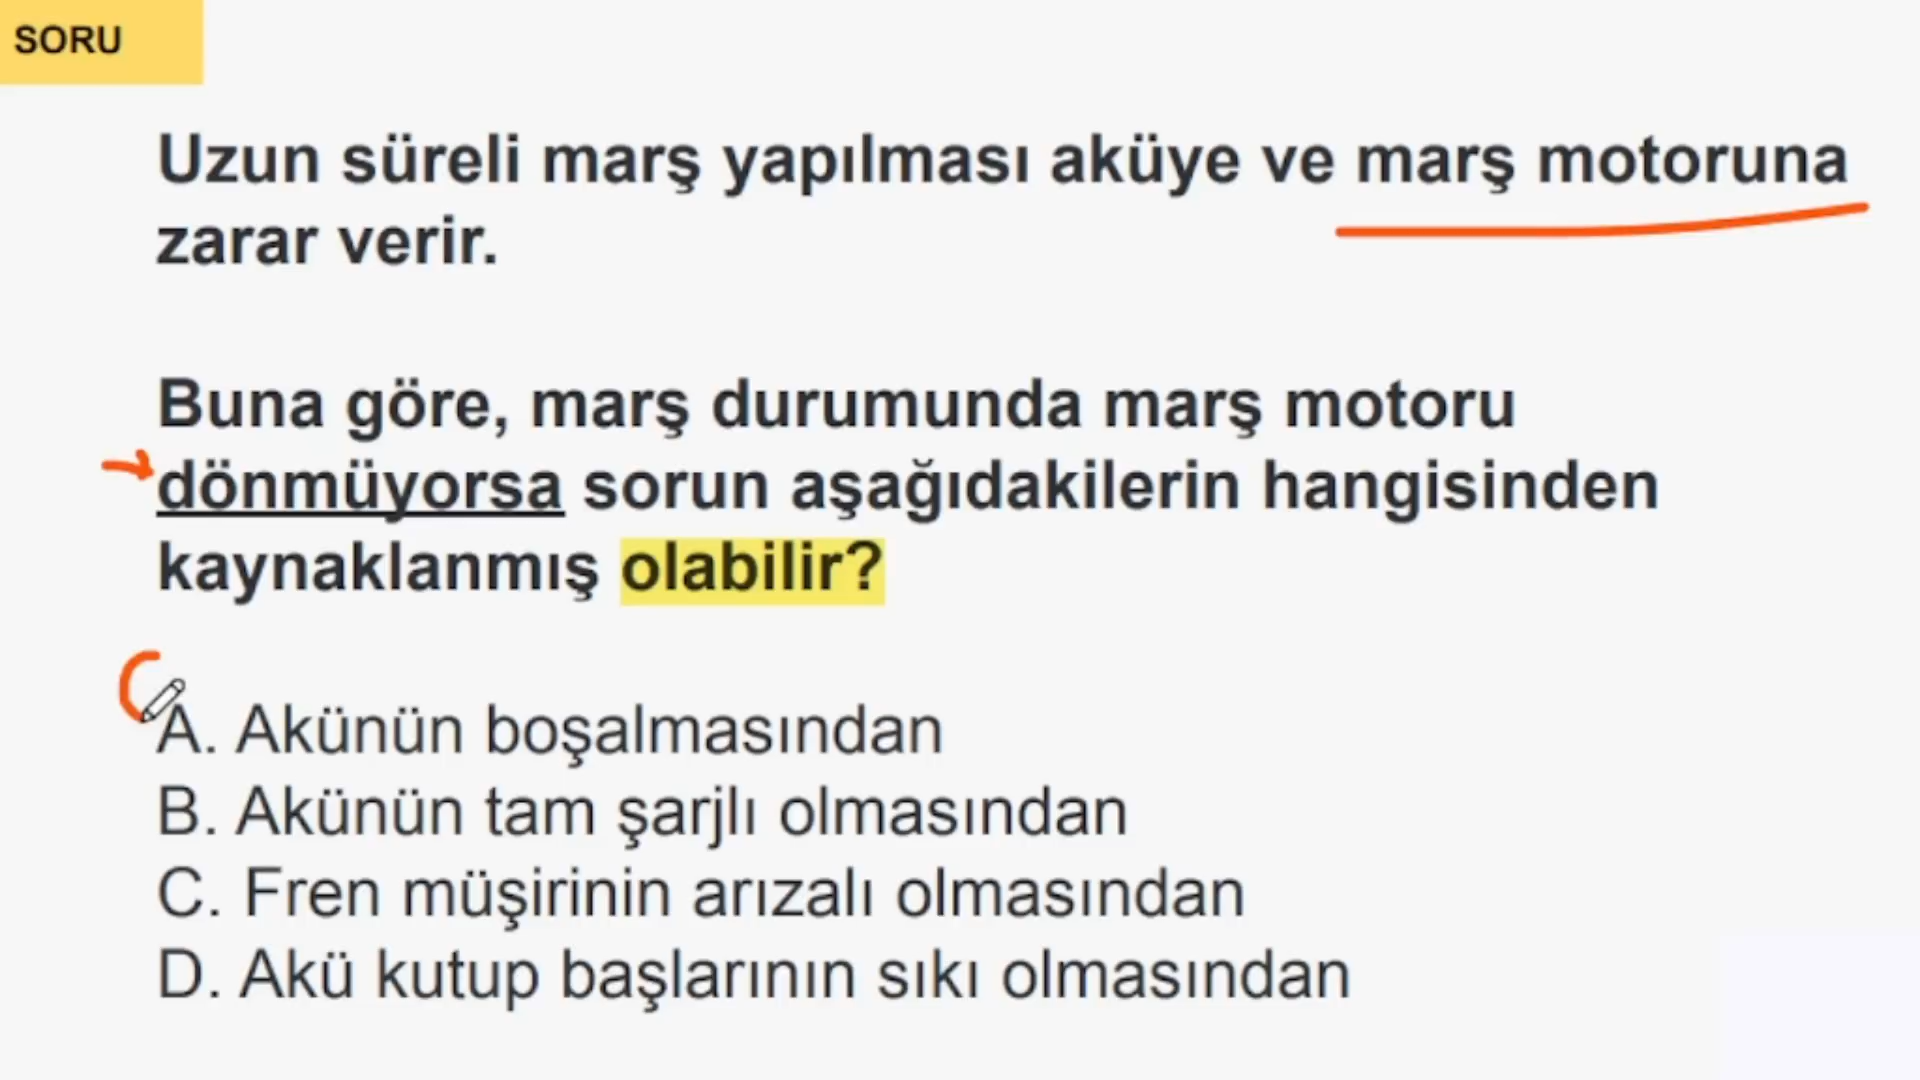 SORU
Uzun süreli marş yapılması aküye ve marş motoruna
zarar verir.
Buna göre, marş durumunda marş motoru
dönmüyorsa sorun aşağıdakilerin hangisinden
kaynaklanmış olabilir?
A. Akünün boşalmasından
B. Akünün tam şarjlı olmasından
C. Fren müşirinin arızalı olmasından
D. Akü kutup başlarının sıkı olmasından